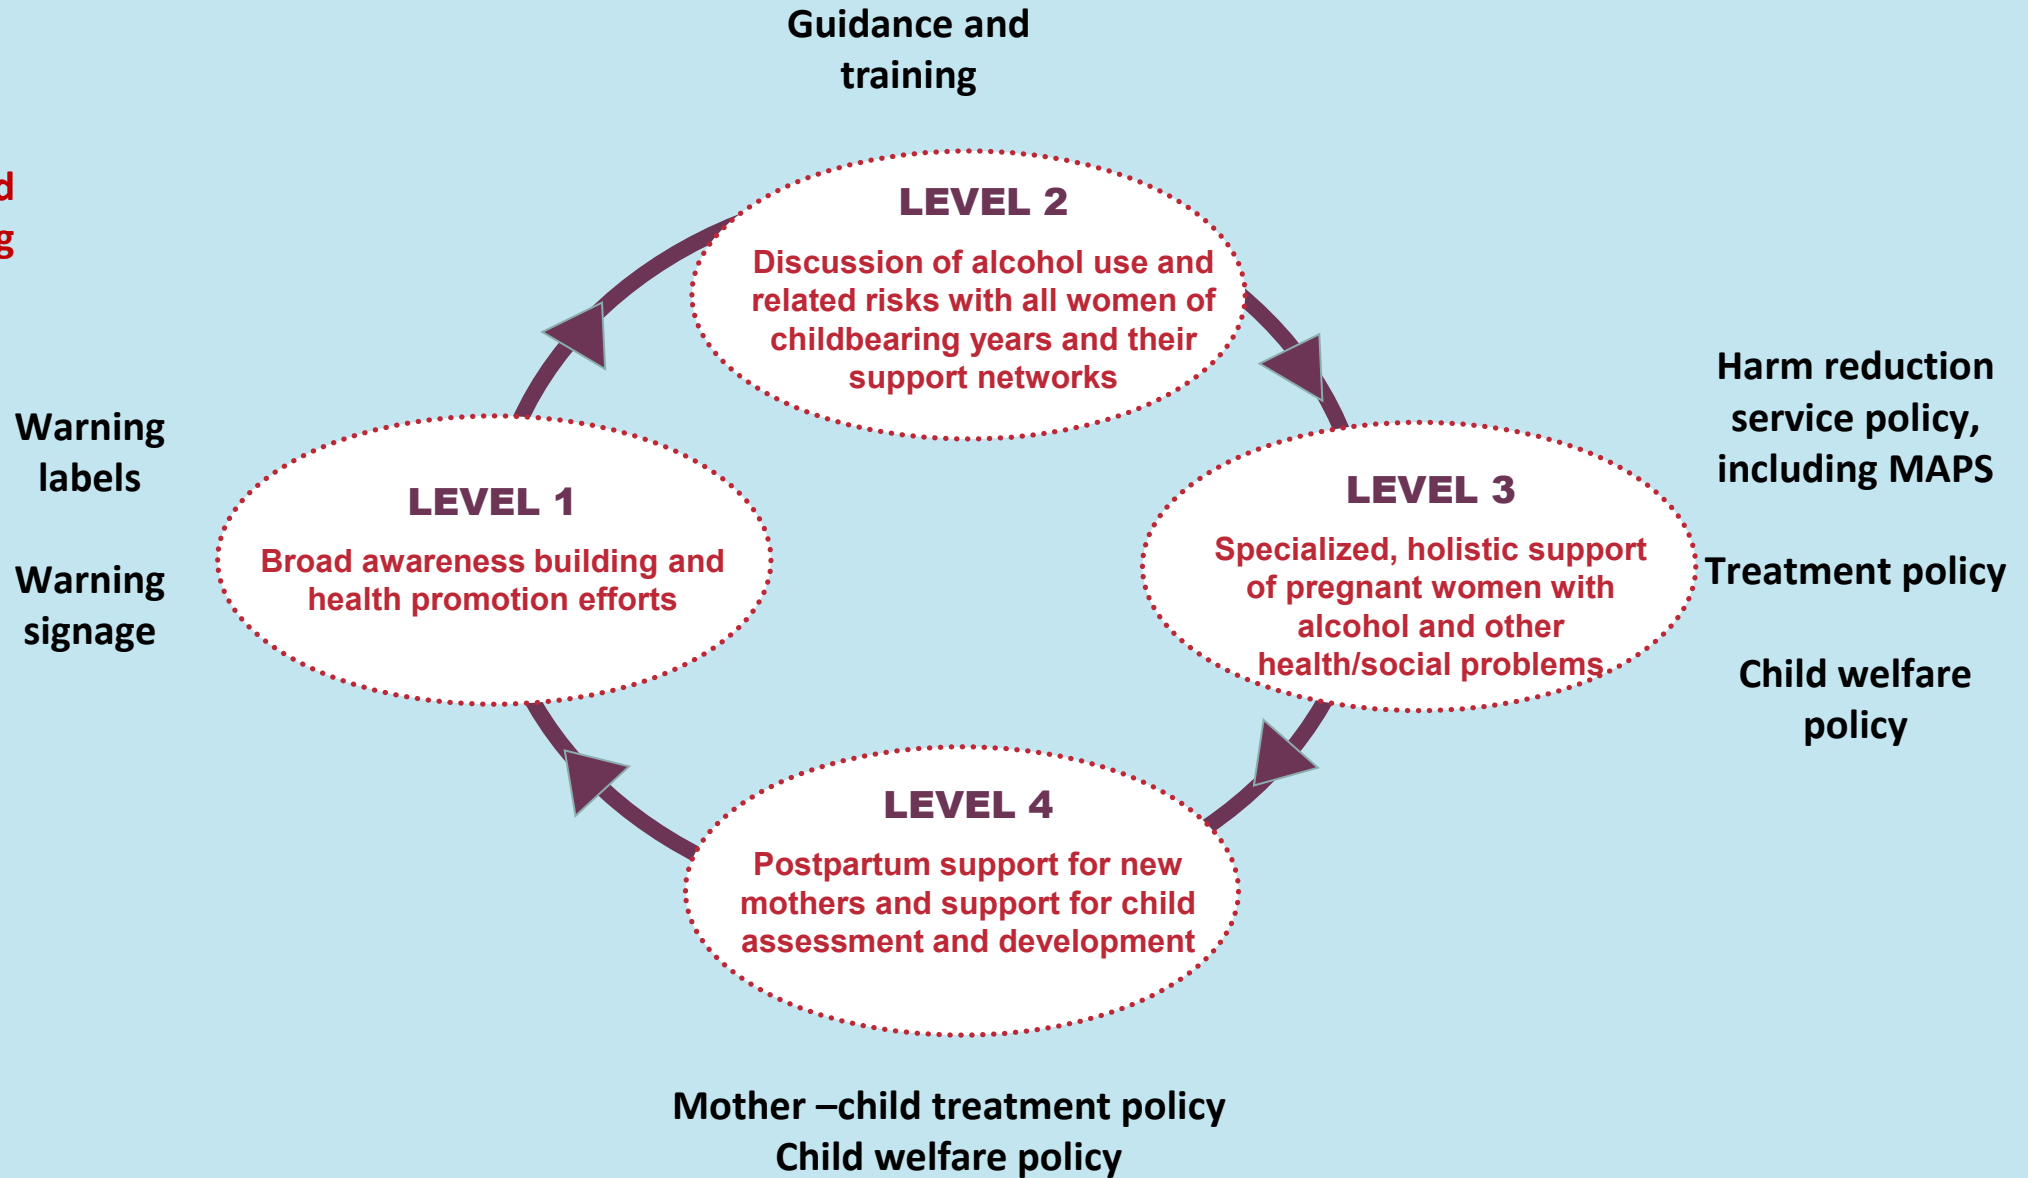 Guidance and
training
LEVEL 2
Discussion of alcohol use and
related risks with all women of
childbearing years and their
support networks
Warning
labels
Warning
signage
LEVEL 1
Broad awareness building and
health promotion efforts
LEVEL 3
Specialized, holistic support
of pregnant women with
alcohol and other
health/social problems
Harm reduction
service policy,
including MAPS
Treatment policy
Child welfare
policy
LEVEL 4
Postpartum support for new
mothers and support for child
assessment and development
Mother –child treatment policy
Child welfare policy